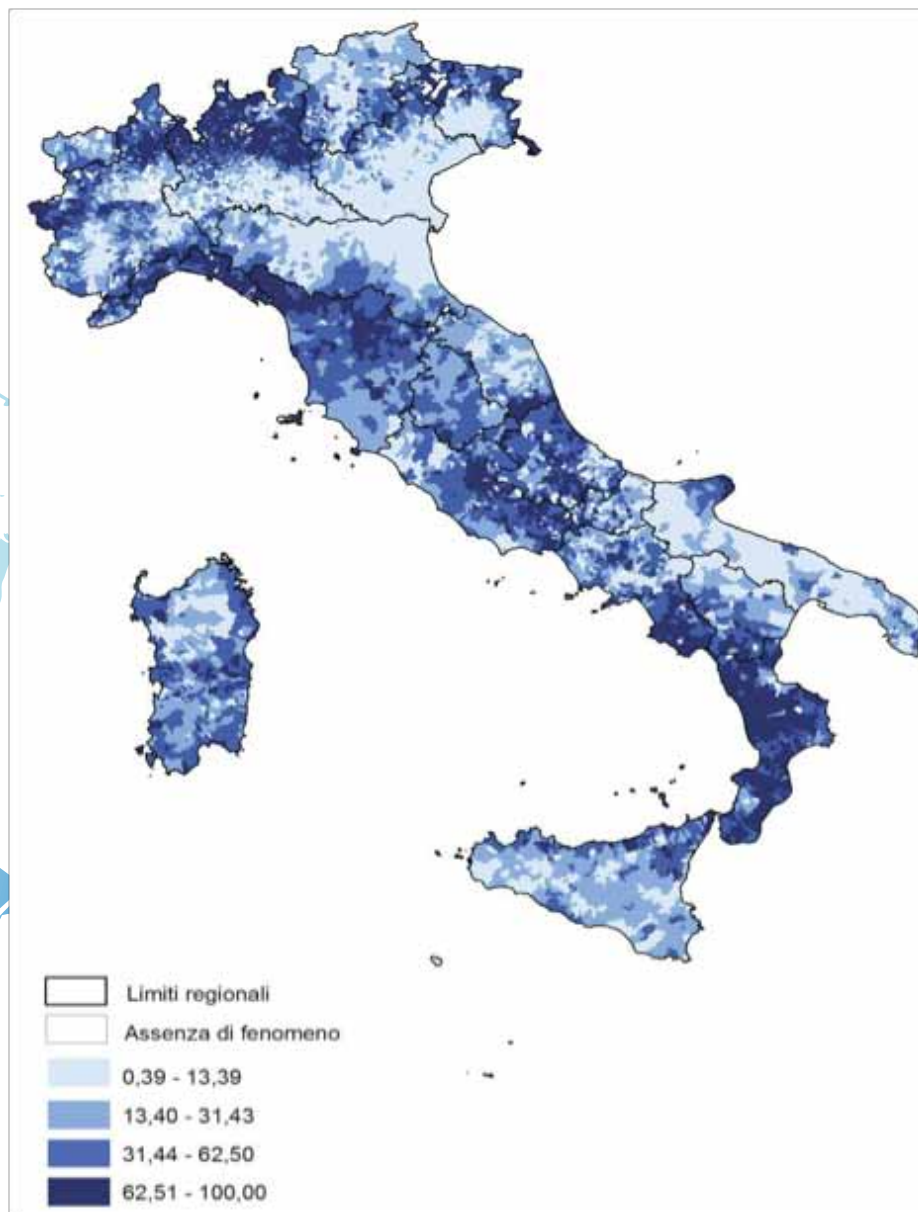 Limiti regionali
Assenza di fenomeno
0,39 - 13,39
13,40 - 31,43
31,44 - 62,50
62,51 - 100,00